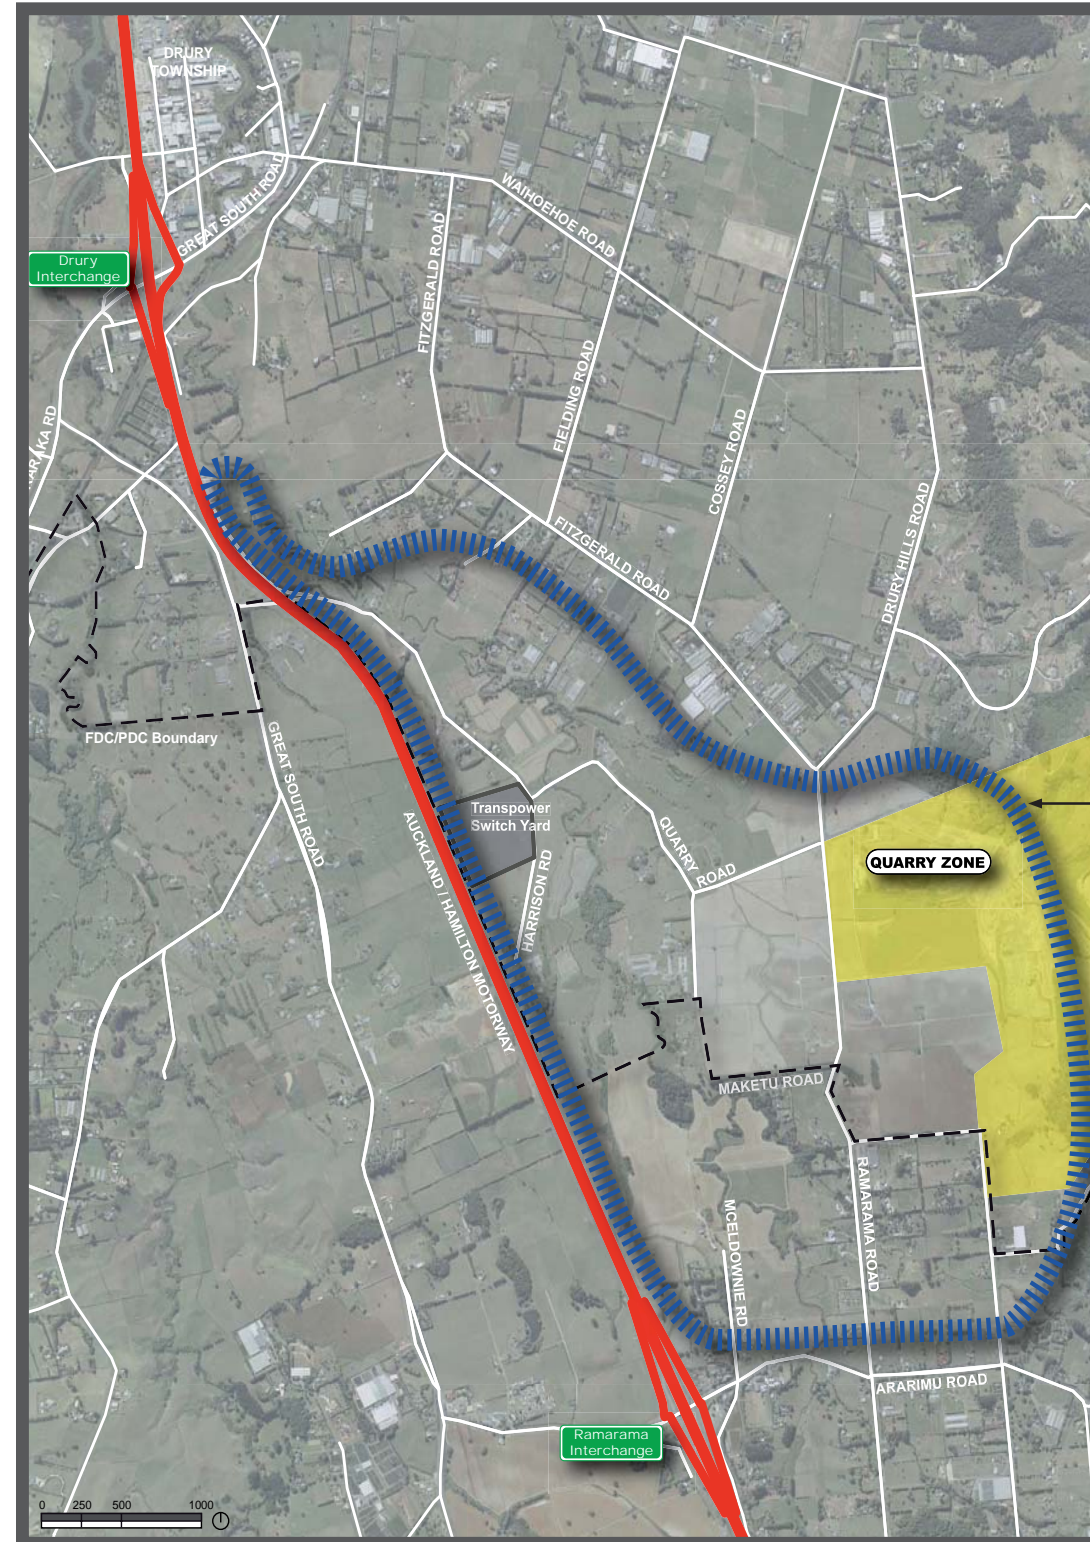 DRURY
TOWNSHIP
GREAT SOUTH ROAD
WAIHOEHOE ROAD
Drury
Interchange
FITZGERALD ROAD
FIELDING ROAD
COSSEY ROAD
DRURY HILLS ROAD
FITZGERALD ROAD
FDC/PDC Boundary
GREAT SOUTH ROAD
Transpower
Switch Yard
QUARRY ROAD
QUARRY ZONE
HARRISON RD
AUCKLAND / HAMILTON MOTORWAY
MAKETU ROAD
MCELDOWNIE RD
RAMARAMA ROAD
ARARIMU ROAD
Ramarama
Interchange
0 250 500 1000